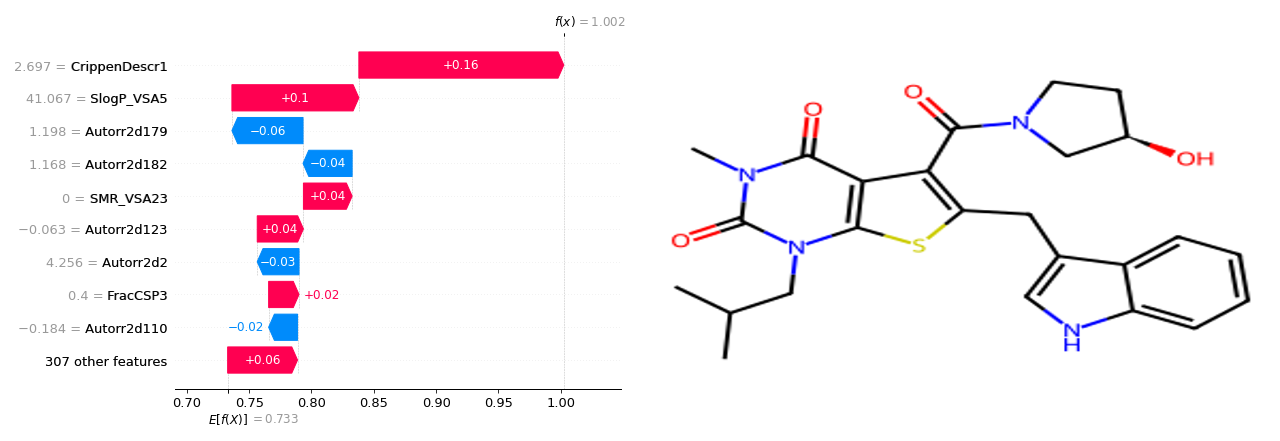 f(x) = 1.002
2.697 = CrippenDescr1
+0.16
41.067 = SlogP_VSA5
+0.1
1.198 = Autorr2d179
−0.06
1.168 = Autorr2d182
−0.04
0 = SMR_VSA23
+0.04
−0.063 = Autorr2d123
+0.04
4.256 = Autorr2d2
−0.03
0.4 = FracCSP3
+0.02
−0.184 = Autorr2d110
−0.02
307 other features
+0.06
0.70 0.75 0.80 0.85 0.90 0.95 1.00
E[f(X)] = 0.733
O
O
N
OH
N
O
N
S
N
H